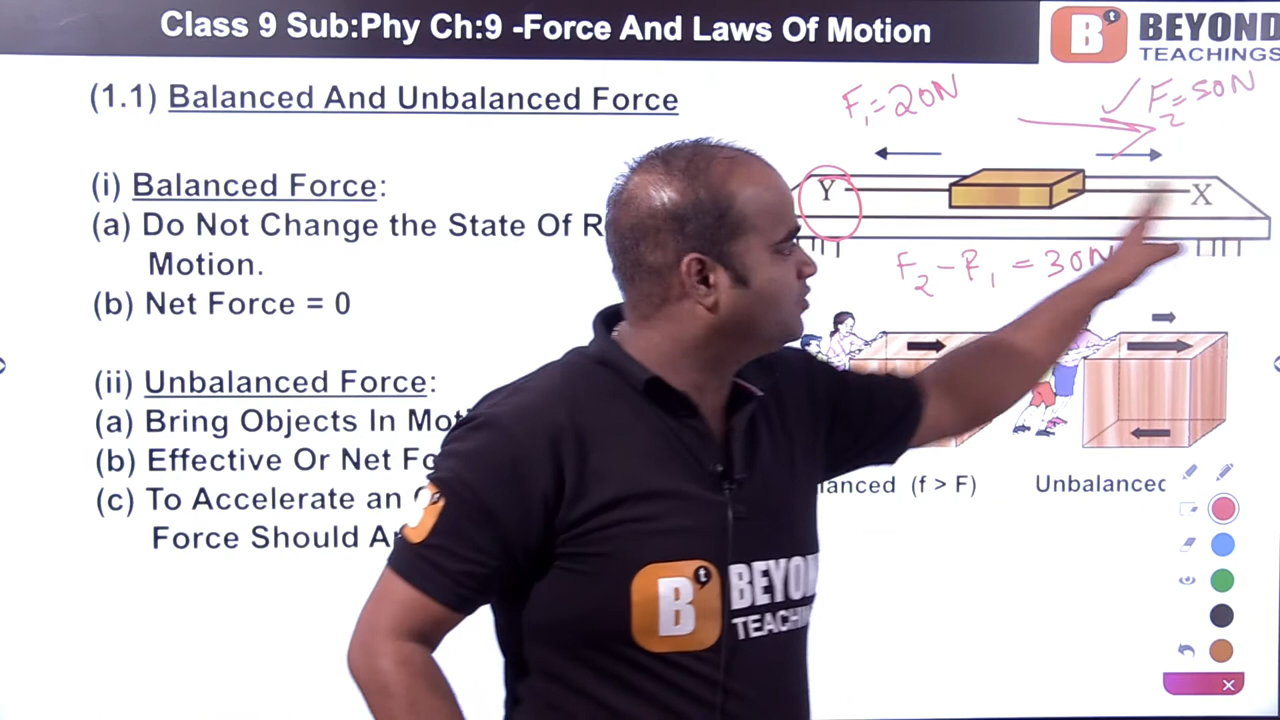 Class 9 Sub:Phy Ch:9 -Force And Laws Of Motion
B t BEYOND
TEACHINGS
(1.1) Balanced And Unbalanced Force
F₁=20N
F₂=50N
(i) Balanced Force:
Y
X
(a) Do Not Change the State Of R
Motion.
F₂-F₁=30N
(b) Net Force = 0
(ii) Unbalanced Force:
(a) Bring Objects In Mot
(b) Effective Or Net Fo
(c) To Accelerate an
Force Should A
lanced (f > F)
Unbalanced
B t BEYON
TEACHIN